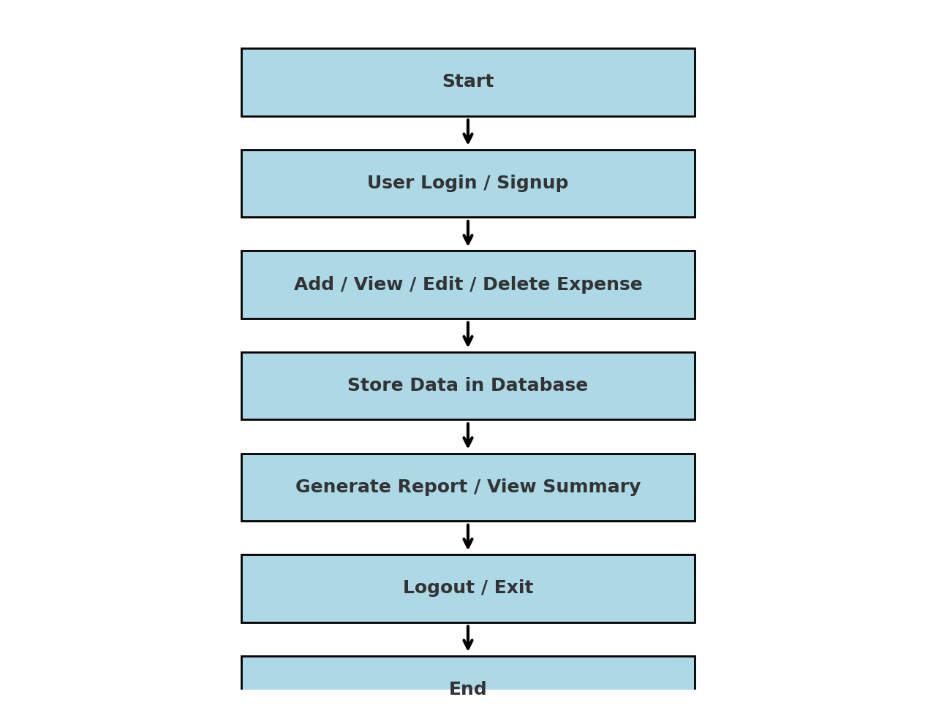 Start
User Login / Signup
Add / View / Edit / Delete Expense
Store Data in Database
Generate Report / View Summary
Logout / Exit
End